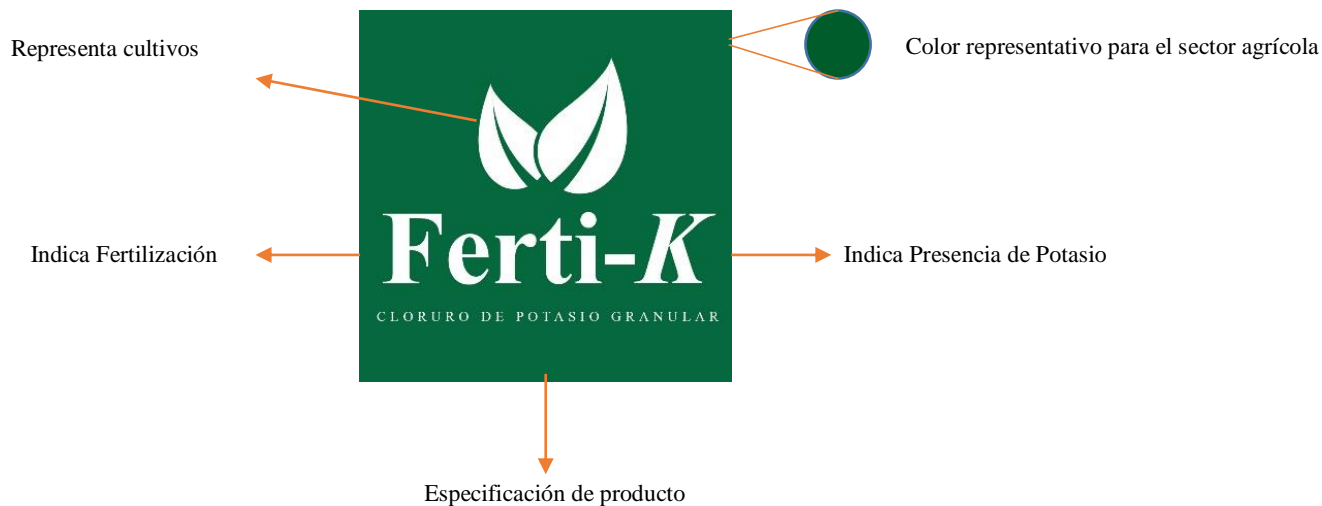 Representa cultivos
Color representativo para el sector agrícola
Indica Fertilización
Ferti-K
Indica Presencia de Potasio
CLORURO DE POTASIO GRANULAR
Especificación de producto